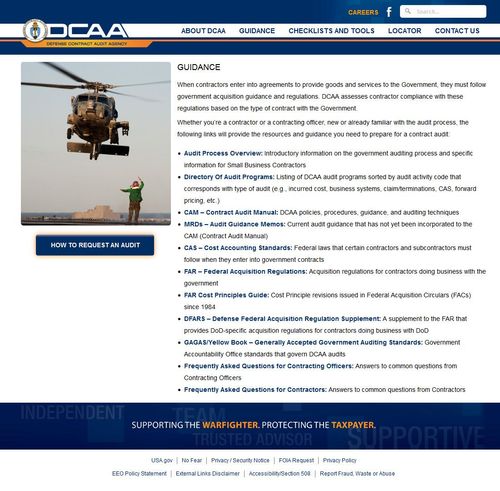 CAREERS
Search
DCAA
DEFENSE CONTRACT AUDIT AGENCY
ABOUT DCAA GUIDANCE CHECKLISTS AND TOOLS LOCATOR CONTACT US
GUIDANCE
When contractors enter into agreements to provide goods and services to the Government, they must follow
government acquisition guidance and regulations. DCAA assesses contractor compliance with these
regulations based on the type of contract with the Government.
Whether you're a contractor or a contracting officer, new or already familiar with the audit process, the
following links will provide the resources and guidance you need to prepare for a contract audit:
Audit Process Overview: Introductory information on the government auditing process and specific
information for Small Business Contractors
Directory Of Audit Programs: Listing of DCAA audit programs sorted by audit activity code that
corresponds with type of audit (e.g., incurred cost, business systems, claim/terminations, CAS, forward
pricing, etc.)
CAM – Contract Audit Manual: DCAA policies, procedures, guidance, and auditing techniques
MRDs – Audit Guidance Memos: Current audit guidance that has not yet been incorporated to the
CAM (Contract Audit Manual)
CAS – Cost Accounting Standards: Federal laws that certain contractors and subcontractors must
follow when they enter into government contracts
FAR – Federal Acquisition Regulations: Acquisition regulations for contractors doing business with the
government
FAR Cost Principles Guide: Cost Principle revisions issued in Federal Acquisition Circulars (FACs)
since 1984
DFARS – Defense Federal Acquisition Regulation Supplement: A supplement to the FAR that
provides DoD-specific acquisition regulations for contractors doing business with DoD
GAGAS/Yellow Book – Generally Accepted Government Auditing Standards: Government
Accountability Office standards that govern DCAA audits
Frequently Asked Questions for Contracting Officers: Answers to common questions from
Contracting Officers
Frequently Asked Questions for Contractors: Answers to common questions from Contractors
HOW TO REQUEST AN AUDIT
INDEPENDENT
TEAM
TRUSTED ADVISOR
SUPPORTIVE
SUPPORTING THE WARFIGHTER. PROTECTING THE TAXPAYER.
USA.gov | No Fear | Privacy / Security Notice | FOIA Request | Privacy Policy
EEO Policy Statement | External Links Disclaimer | Accessibility/Section 508 | Report Fraud, Waste or Abuse